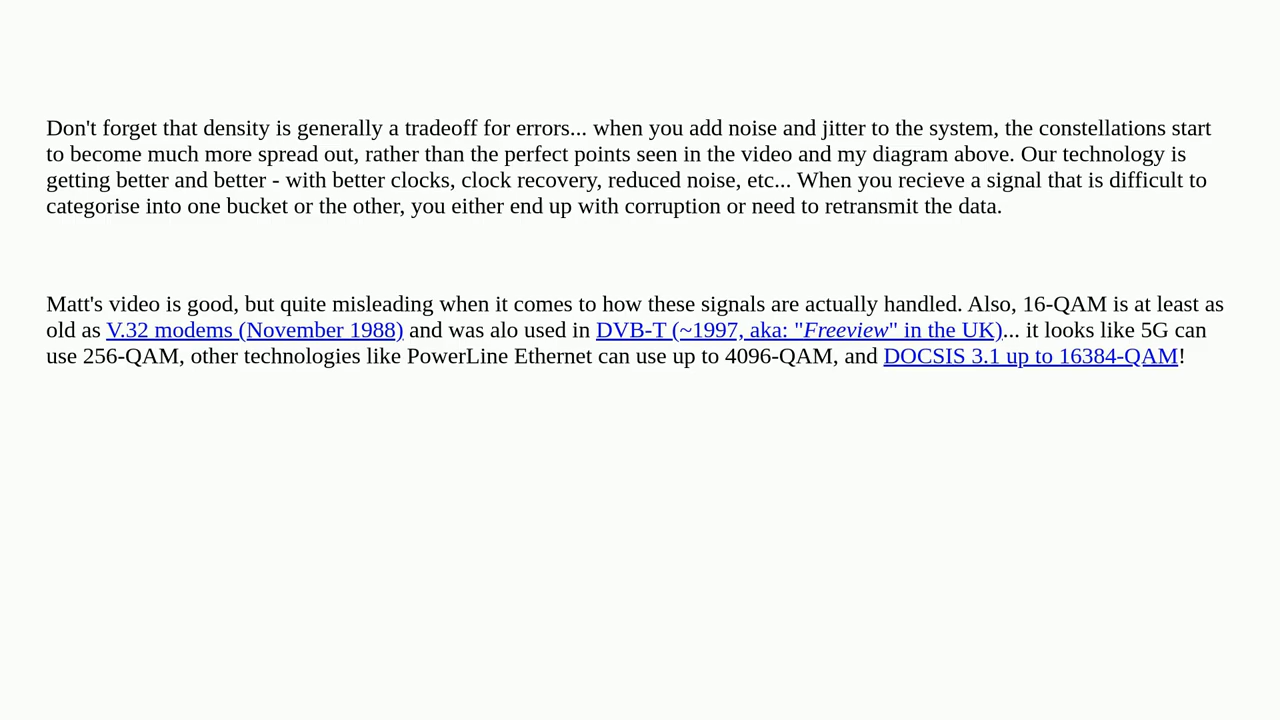 Don't forget that density is generally a tradeoff for errors... when you add noise and jitter to the system, the constellations start
to become much more spread out, rather than the perfect points seen in the video and my diagram above. Our technology is
getting better and better - with better clocks, clock recovery, reduced noise, etc... When you recieve a signal that is difficult to
categorise into one bucket or the other, you either end up with corruption or need to retransmit the data.
Matt's video is good, but quite misleading when it comes to how these signals are actually handled. Also, 16-QAM is at least as
old as V.32 modems (November 1988) and was alo used in DVB-T (~1997, aka: "Freeview" in the UK)... it looks like 5G can
use 256-QAM, other technologies like PowerLine Ethernet can use up to 4096-QAM, and DOCSIS 3.1 up to 16384-QAM!